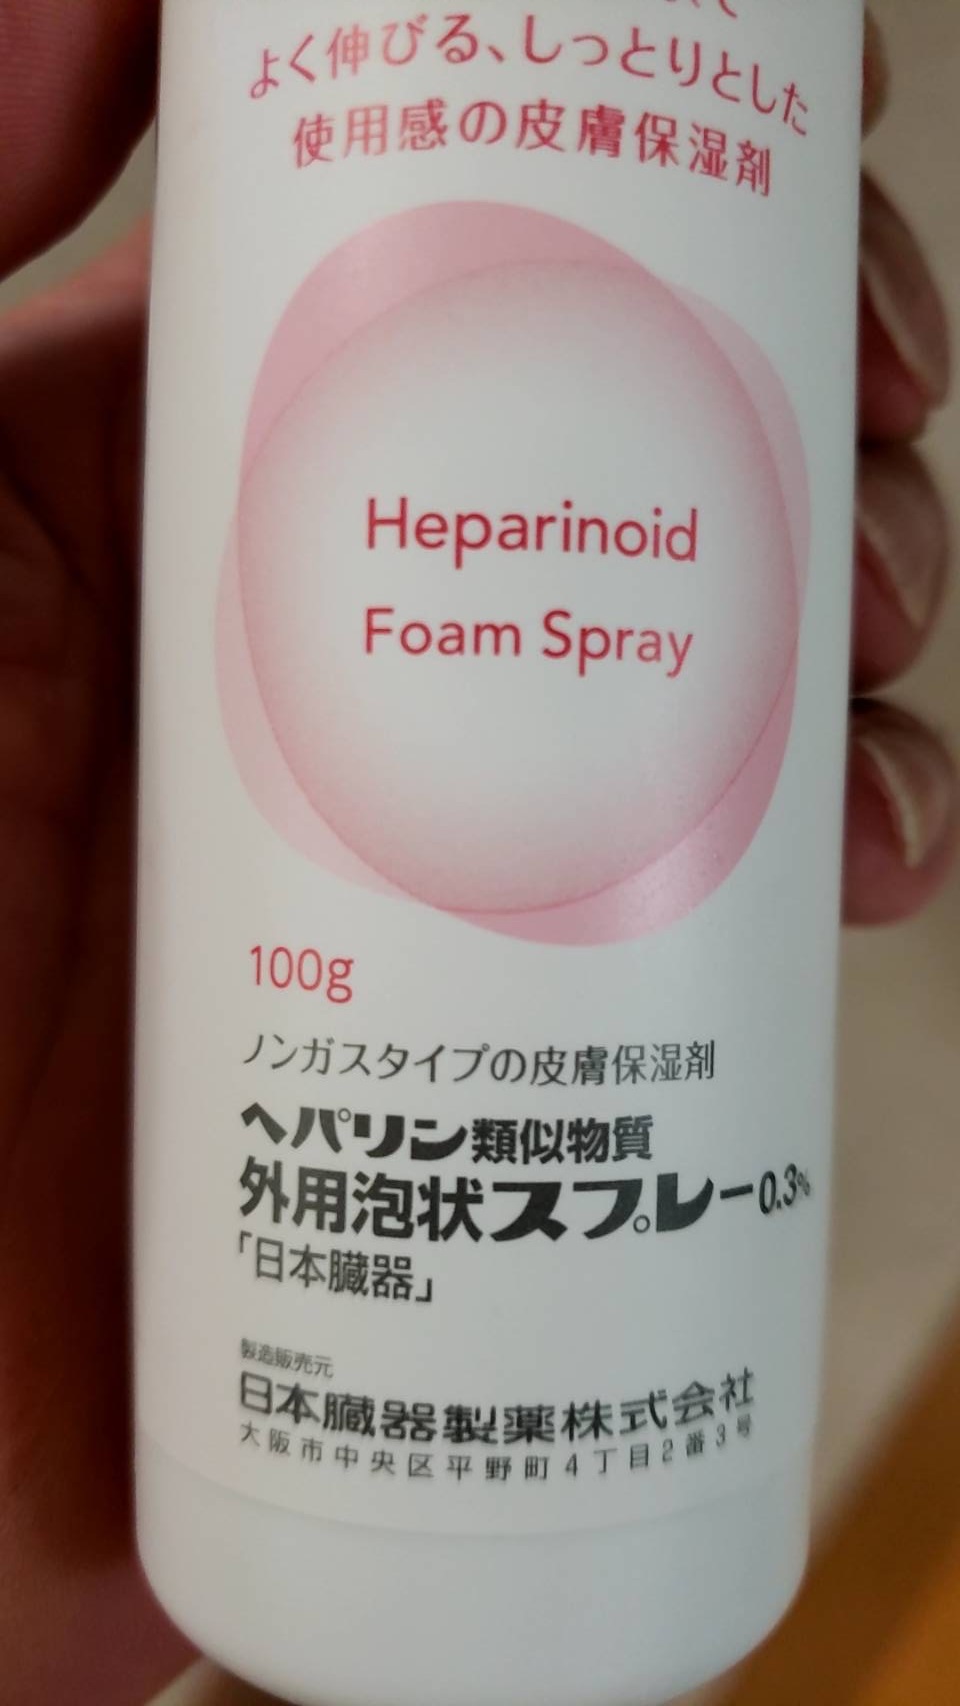 よく伸びる、しっとりとした
使用感の皮膚保湿剤
Heparinoid
Foam Spray
100g
ノンガスタイプの皮膚保湿剤
ヘパリン類似物質
外用泡状スプレー0.3%
「日本臓器」
製造販売元
日本臓器製薬株式会社
大阪市中央区平野町4丁目2番3号